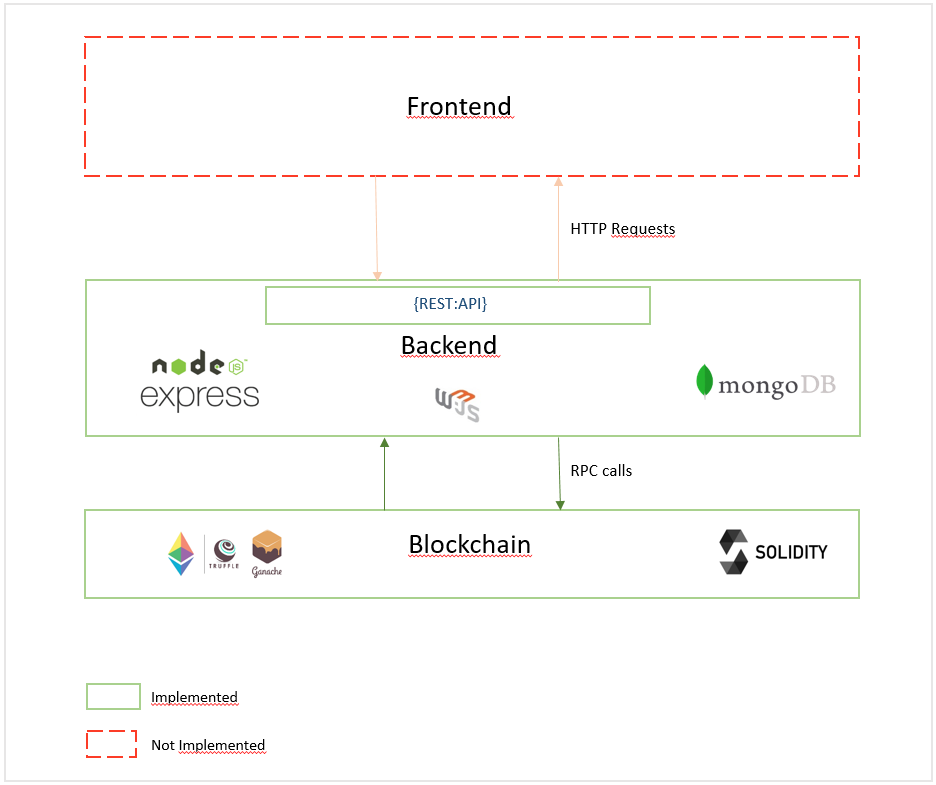 Frontend
HTTP Requests
{REST:API}
Backend
node
JS
express
W3JS
mongoDB
RPC calls
Blockchain
TRUFFLE
Ganache
SOLIDITY
Implemented
Not Implemented